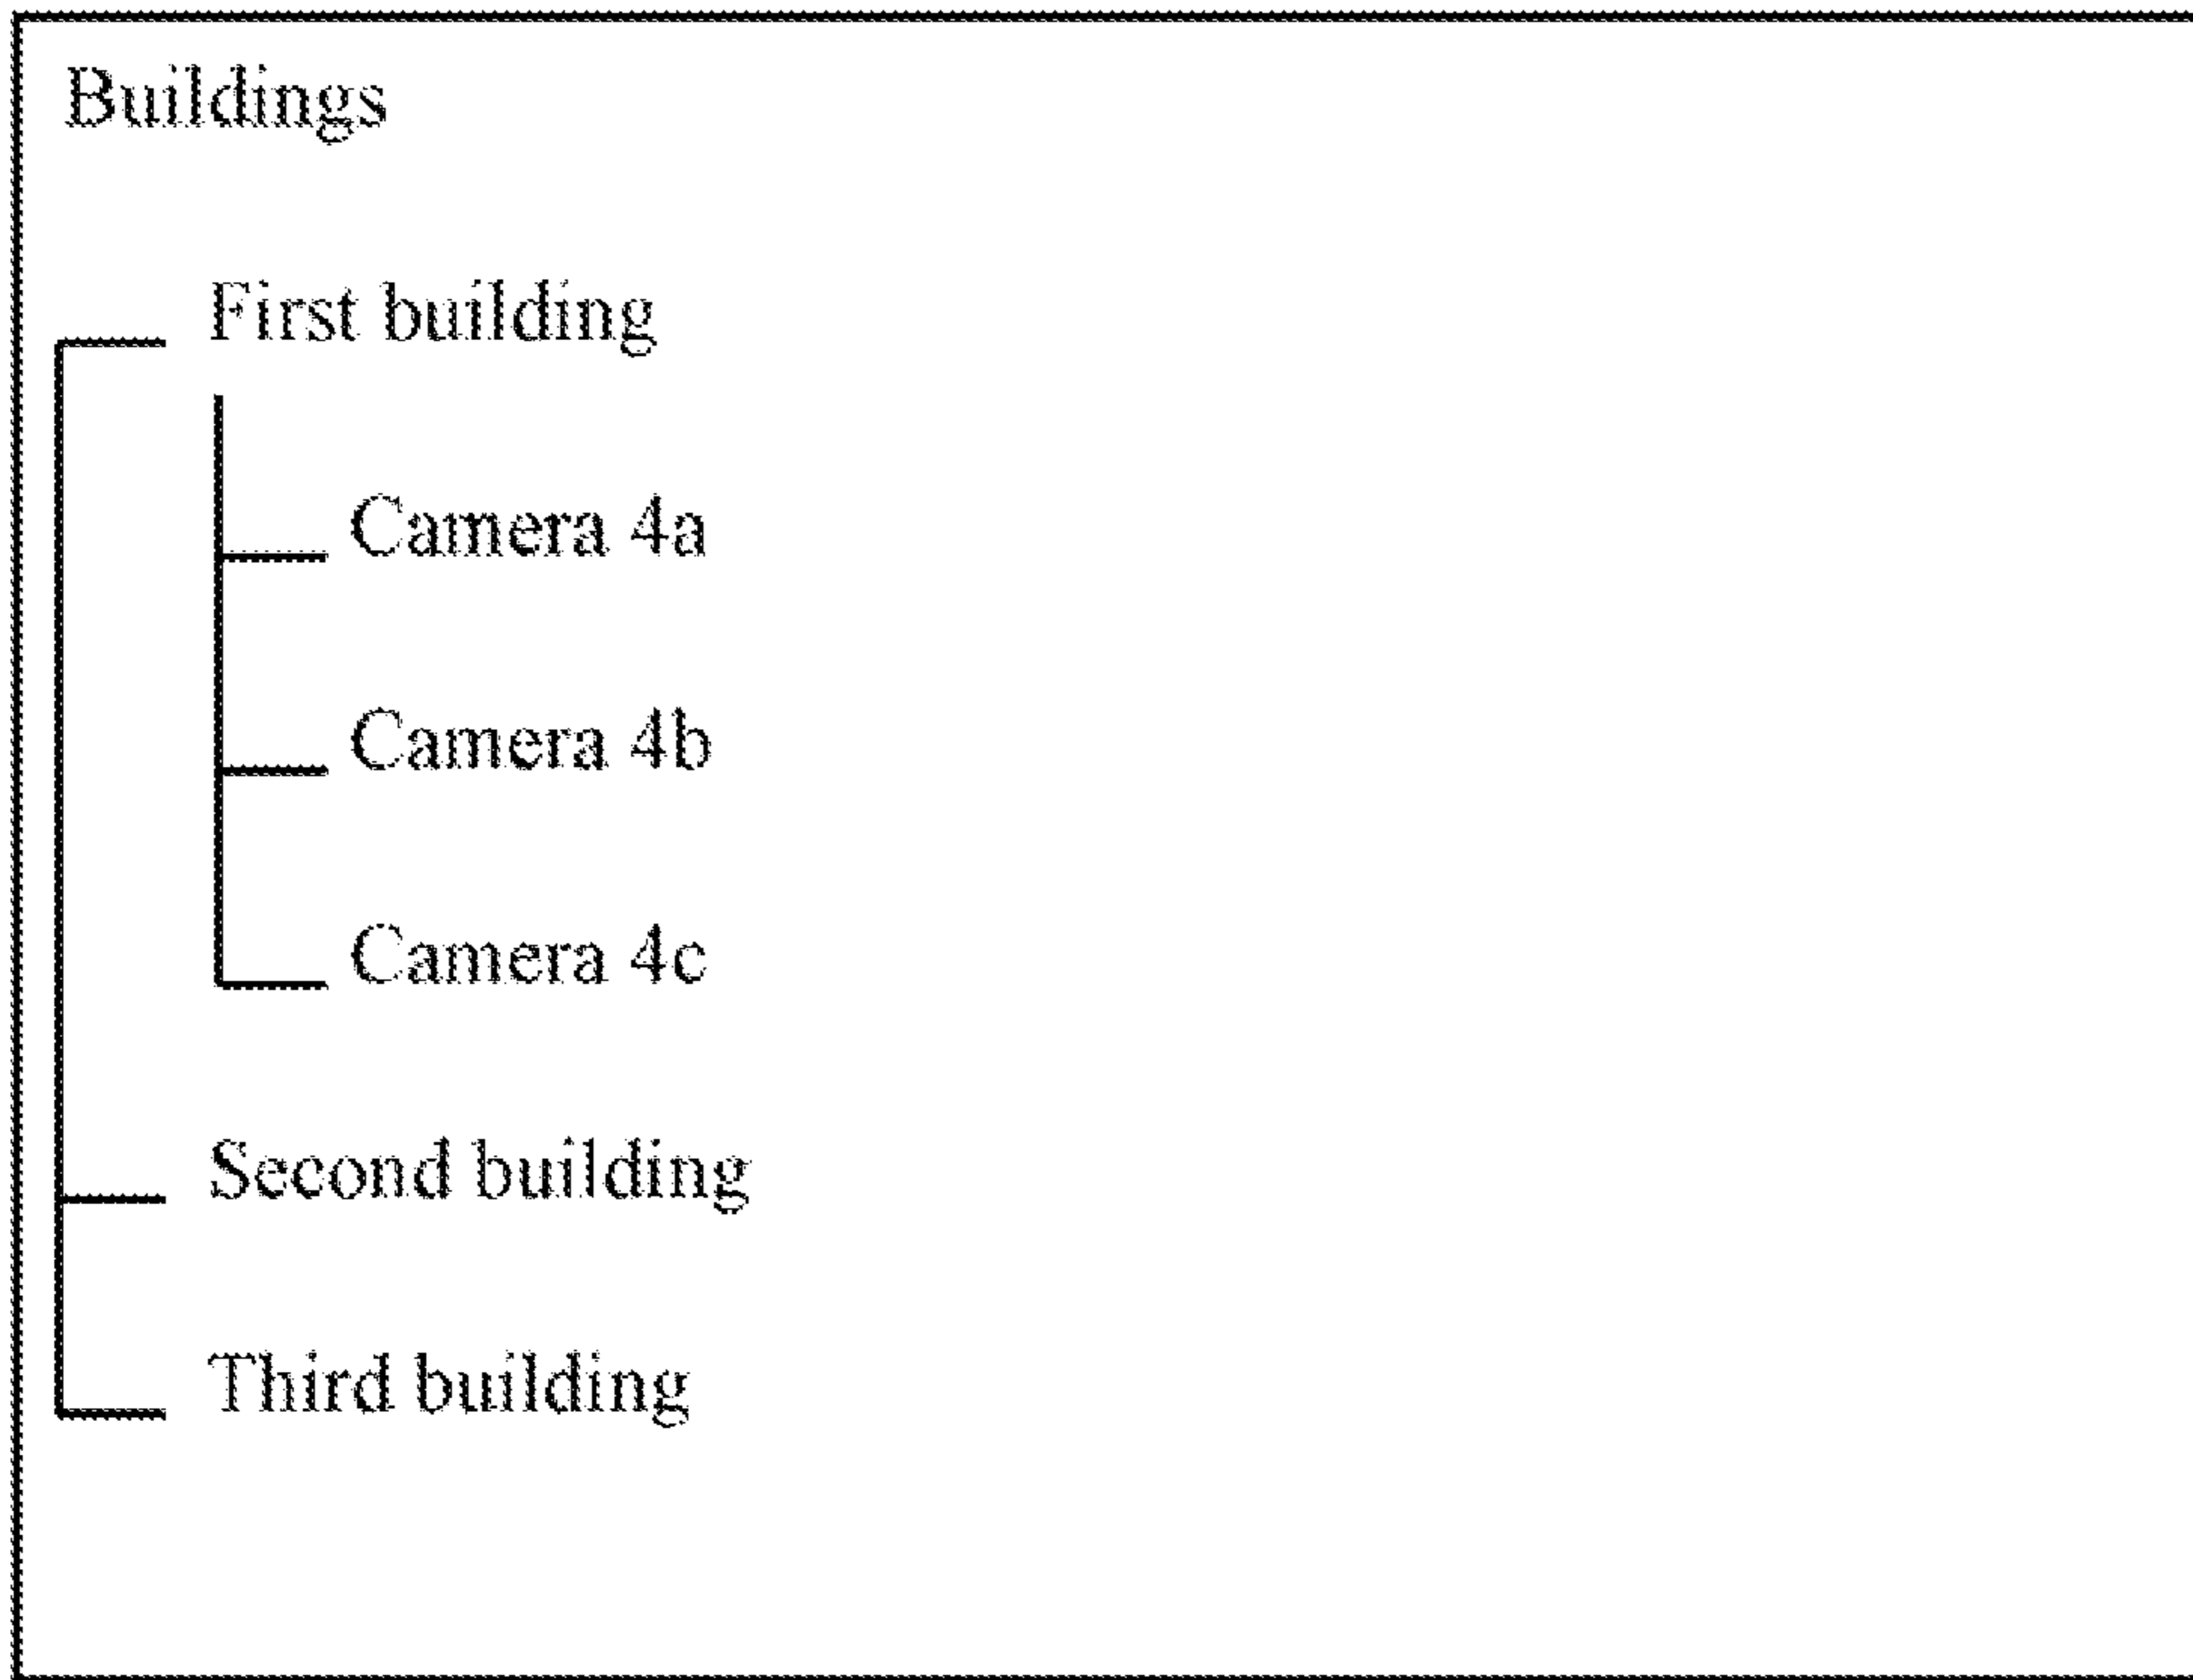 Buildings
First building
Camera 4a
Camera 4b
Camera 4c
Second building
Third building